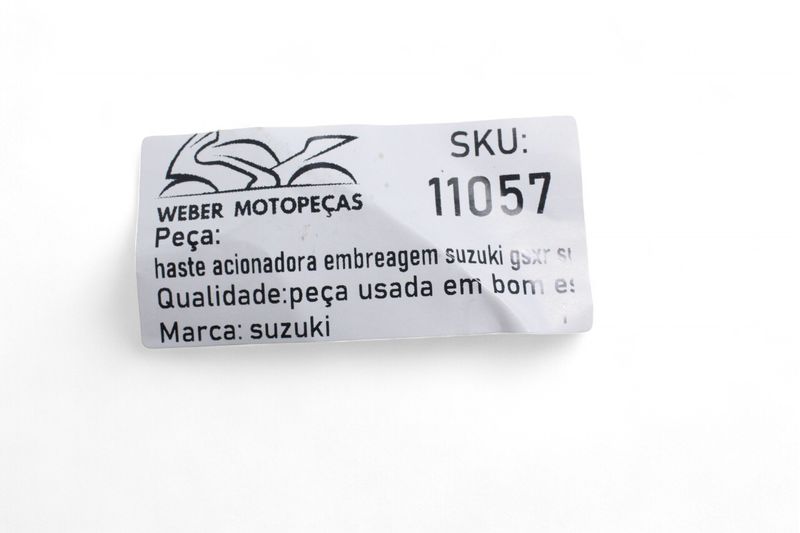 WEBER MOTOPEÇAS
SKU:
11057
Peça:
haste acionadora embreagem suzuki gsxr
Qualidade:peça usada em bom
Marca: suzuki